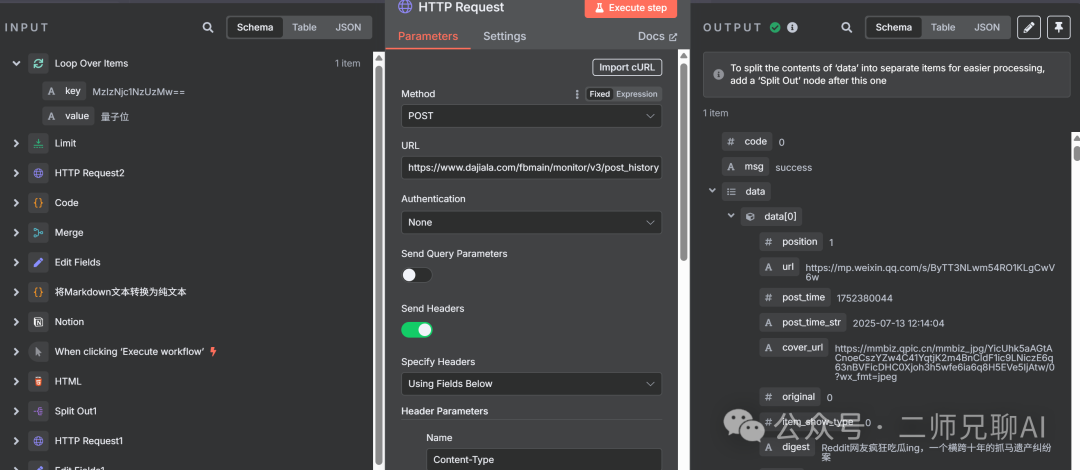 INPUT
Schema
Table
JSON
Loop Over Items
1 item
A key MzIzNjc1NzUzMw==
A value 量子位
Limit
HTTP Request2
Code
Merge
Edit Fields
将Markdown文本转换为纯文本
Notion
When clicking ‘Execute workflow’
HTML
Split Out1
HTTP Request1
Edit Fields1
HTTP Request
Execute step
Parameters
Settings
Docs
Import cURL
Method
Fixed Expression
POST
URL
https://www.dajiala.com/fbmain/monitor/v3/post_history
Authentication
None
Send Query Parameters
Send Headers
Specify Headers
Using Fields Below
Header Parameters
Name
Content-Type
OUTPUT
Schema
Table
JSON
To split the contents of ‘data’ into separate items for easier processing,
add a ‘Split Out’ node after this one
1 item
# code 0
A msg success
data
data[0]
# position 1
A url https://mp.weixin.qq.com/s/ByTT3NLwm54RO1KLgCwV
6w
# post_time 1752380044
A post_time_str 2025-07-13 12:14:04
A cover_url https://mmbiz.qpic.cn/mmbiz_jpg/YicUhk5aAGtA
CnoeCszYZw4C41YqtjK2m4BnCldF1ic9LNiczE6q
63nBVFicDHC0Xjoh3h5wfe6ia6q8H5EVe5IjAtw/0
?wx_fmt=jpeg
# original 0
# item_show_type 0
A digest Reddit网友疯狂吃瓜ing，一个横跨十年的抓马遗产纠纷
案
公众号·二师兄聊AI